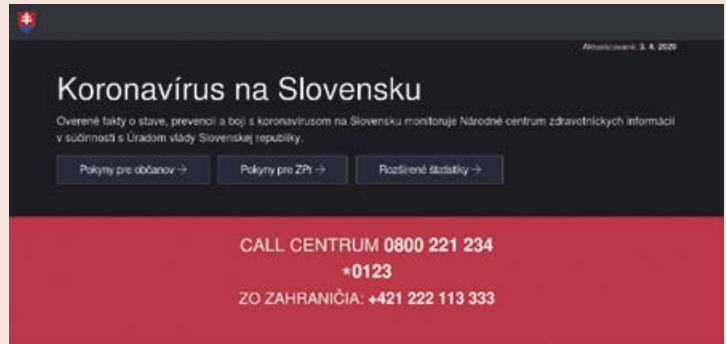 Aktualizované: 3. 4. 2020
Koronavírus na Slovensku
Overené fakty o stave, prevencii a boji s koronavírusom na Slovensku monitoruje Národné centrum zdravotníckych informácií
v súčinnosti s Úradom vlády Slovenskej republiky.
Pokyny pre občanov → Pokyny pre ZPr → Rozšírené štatistiky →
CALL CENTRUM 0800 221 234
*0123
ZO ZAHRANIČIA: +421 222 113 333